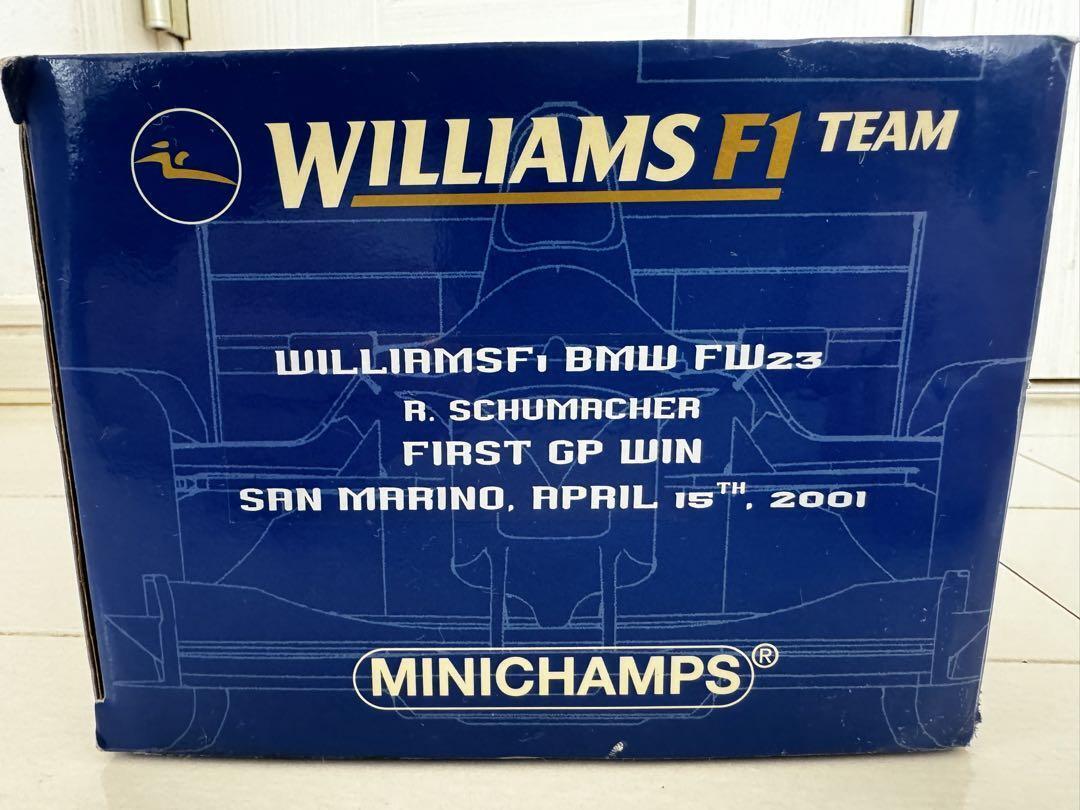 WILLIAMS F1 TEAM
WILLIAMSF1 BMW FW23
R. SCHUMACHER
FIRST GP WIN
SAN MARINO, APRIL 15TH, 2001
MINICHAMPS®